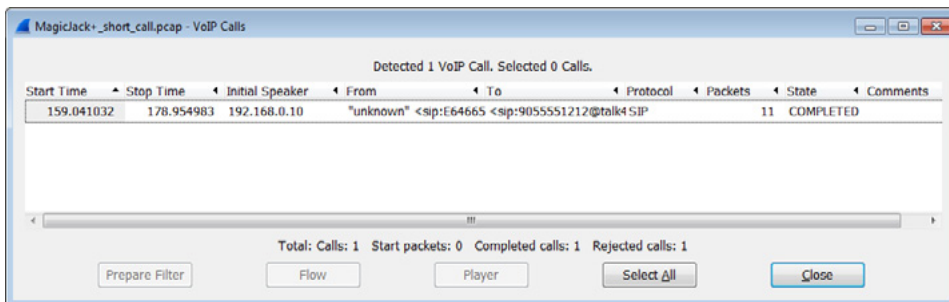 MagicJack+_short_call.pcap - VoIP Calls
Detected 1 VoIP Call. Selected 0 Calls.
Start Time Stop Time Initial Speaker From To Protocol Packets State Comments
159.041032 178.954983 192.168.0.10 "unknown" <sip:E64665 <sip:9055551212@talk4 SIP 11 COMPLETED
Total: Calls: 1 Start packets: 0 Completed calls: 1 Rejected calls: 1
Prepare Filter Flow Player Select All Close